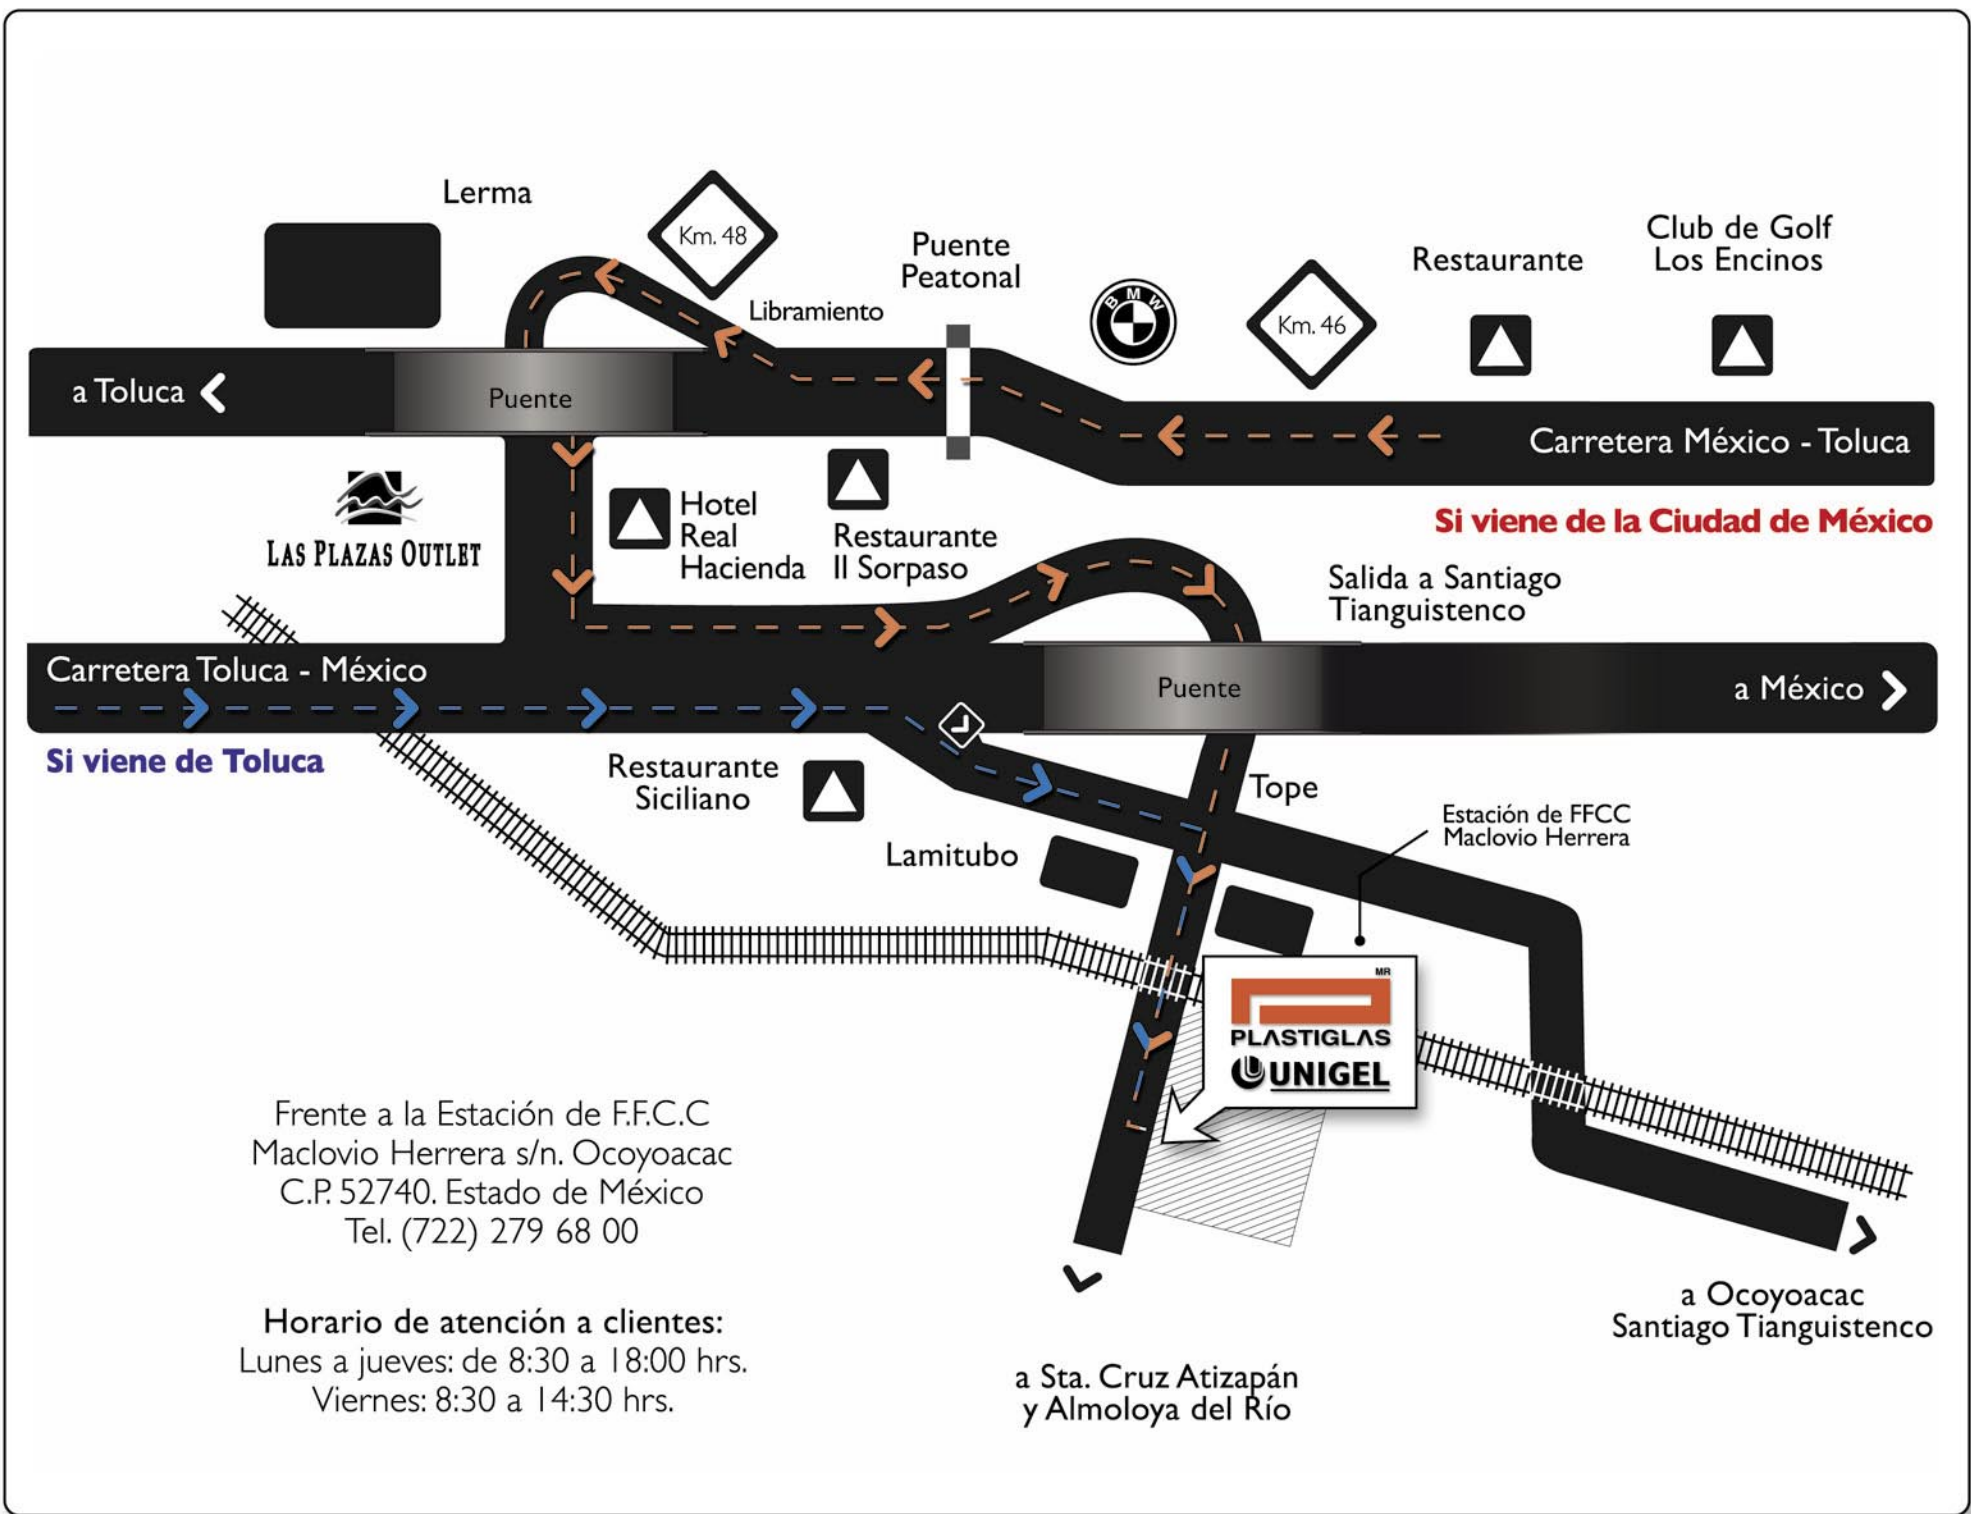 Lerma
Km. 48
Puente
Peatonal
Libramiento
BMW
Km. 46
Restaurante
Club de Golf
Los Encinos
a Toluca
Puente
Carretera México - Toluca
Si viene de la Ciudad de México
LAS PLAZAS OUTLET
Hotel
Real
Hacienda
Restaurante
Il Sorpaso
Salida a Santiago
Tianguistenco
Carretera Toluca - México
Puente
a México
Si viene de Toluca
Restaurante
Siciliano
Tope
Estación de FFCC
Maclovio Herrera
Lamitubo
MR
PLASTIGLAS
UNIGEL
Frente a la Estación de F.F.C.C
Maclovio Herrera s/n. Ocoyoacac
C.P. 52740. Estado de México
Tel. (722) 279 68 00
Horario de atención a clientes:
Lunes a jueves: de 8:30 a 18:00 hrs.
Viernes: 8:30 a 14:30 hrs.
a Ocoyoacac
Santiago Tianguistenco
a Sta. Cruz Atizapán
y Almoloya del Río